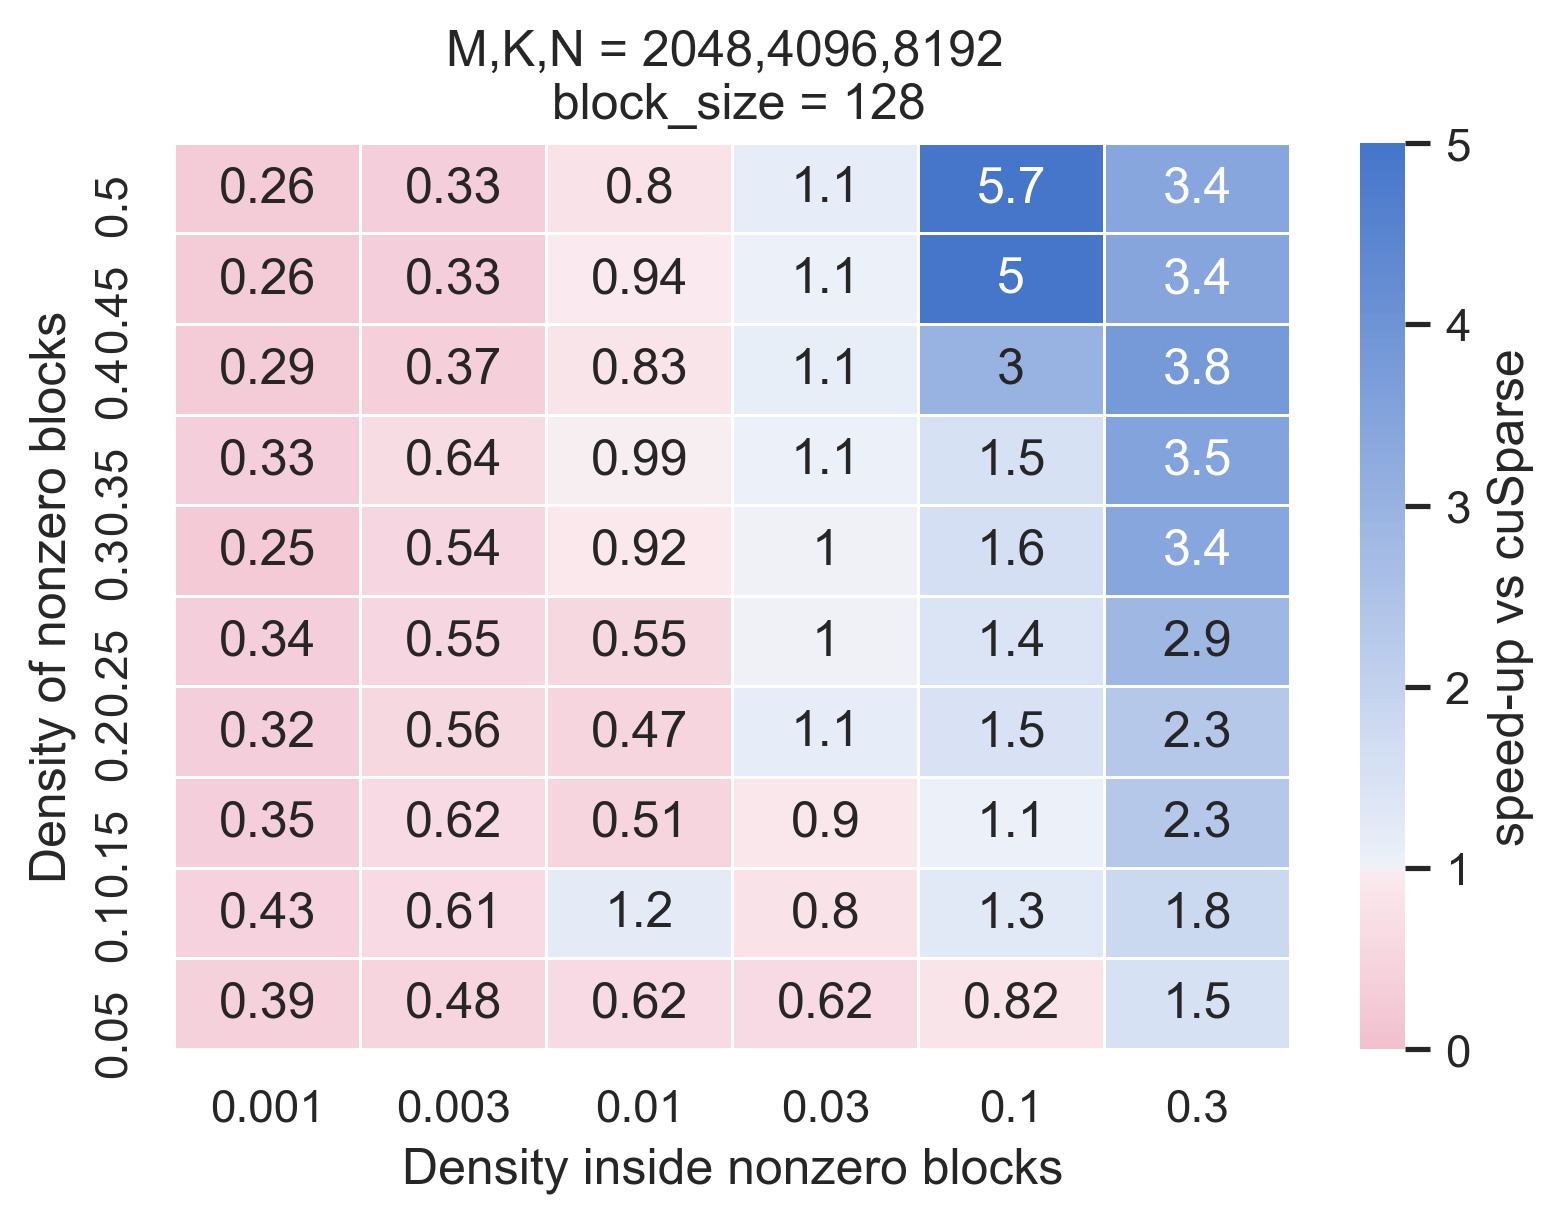 M,K,N = 2048,4096,8192
block_size = 128
Density of nonzero blocks
0.5 0.26 0.33 0.8 1.1 5.7 3.4
0.45 0.26 0.33 0.94 1.1 5 3.4
0.4 0.29 0.37 0.83 1.1 3 3.8
0.35 0.33 0.64 0.99 1.1 1.5 3.5
0.3 0.25 0.54 0.92 1 1.6 3.4
0.25 0.34 0.55 0.55 1 1.4 2.9
0.2 0.32 0.56 0.47 1.1 1.5 2.3
0.15 0.35 0.62 0.51 0.9 1.1 2.3
0.1 0.43 0.61 1.2 0.8 1.3 1.8
0.05 0.39 0.48 0.62 0.62 0.82 1.5
0.001 0.003 0.01 0.03 0.1 0.3
Density inside nonzero blocks
5
4
3
2
1
0
speed-up vs cuSparse